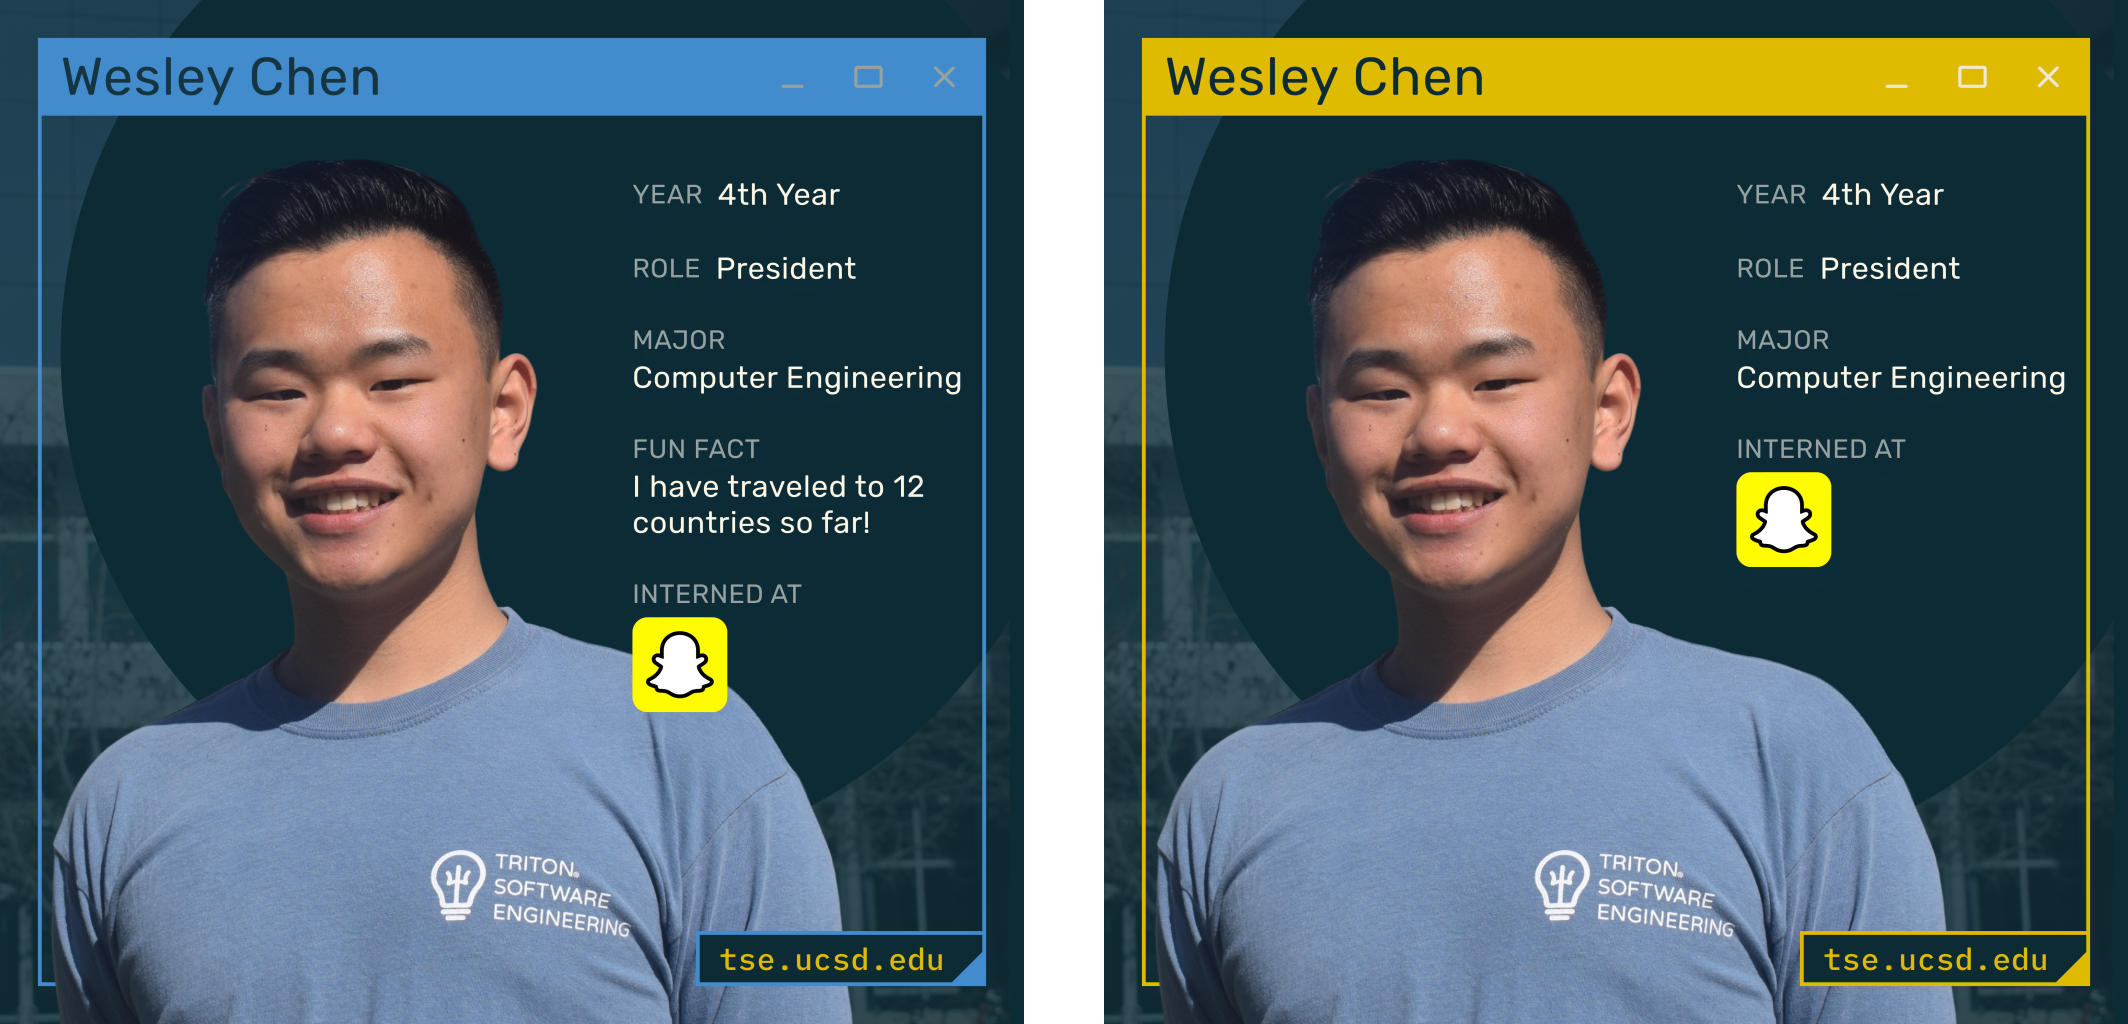 Wesley Chen
YEAR 4th Year
ROLE President
MAJOR
Computer Engineering
FUN FACT
I have traveled to 12
countries so far!
INTERNED AT
TRITON
SOFTWARE
ENGINEERING
tse.ucsd.edu
Wesley Chen
YEAR 4th Year
ROLE President
MAJOR
Computer Engineering
INTERNED AT
TRITON
SOFTWARE
ENGINEERING
tse.ucsd.edu